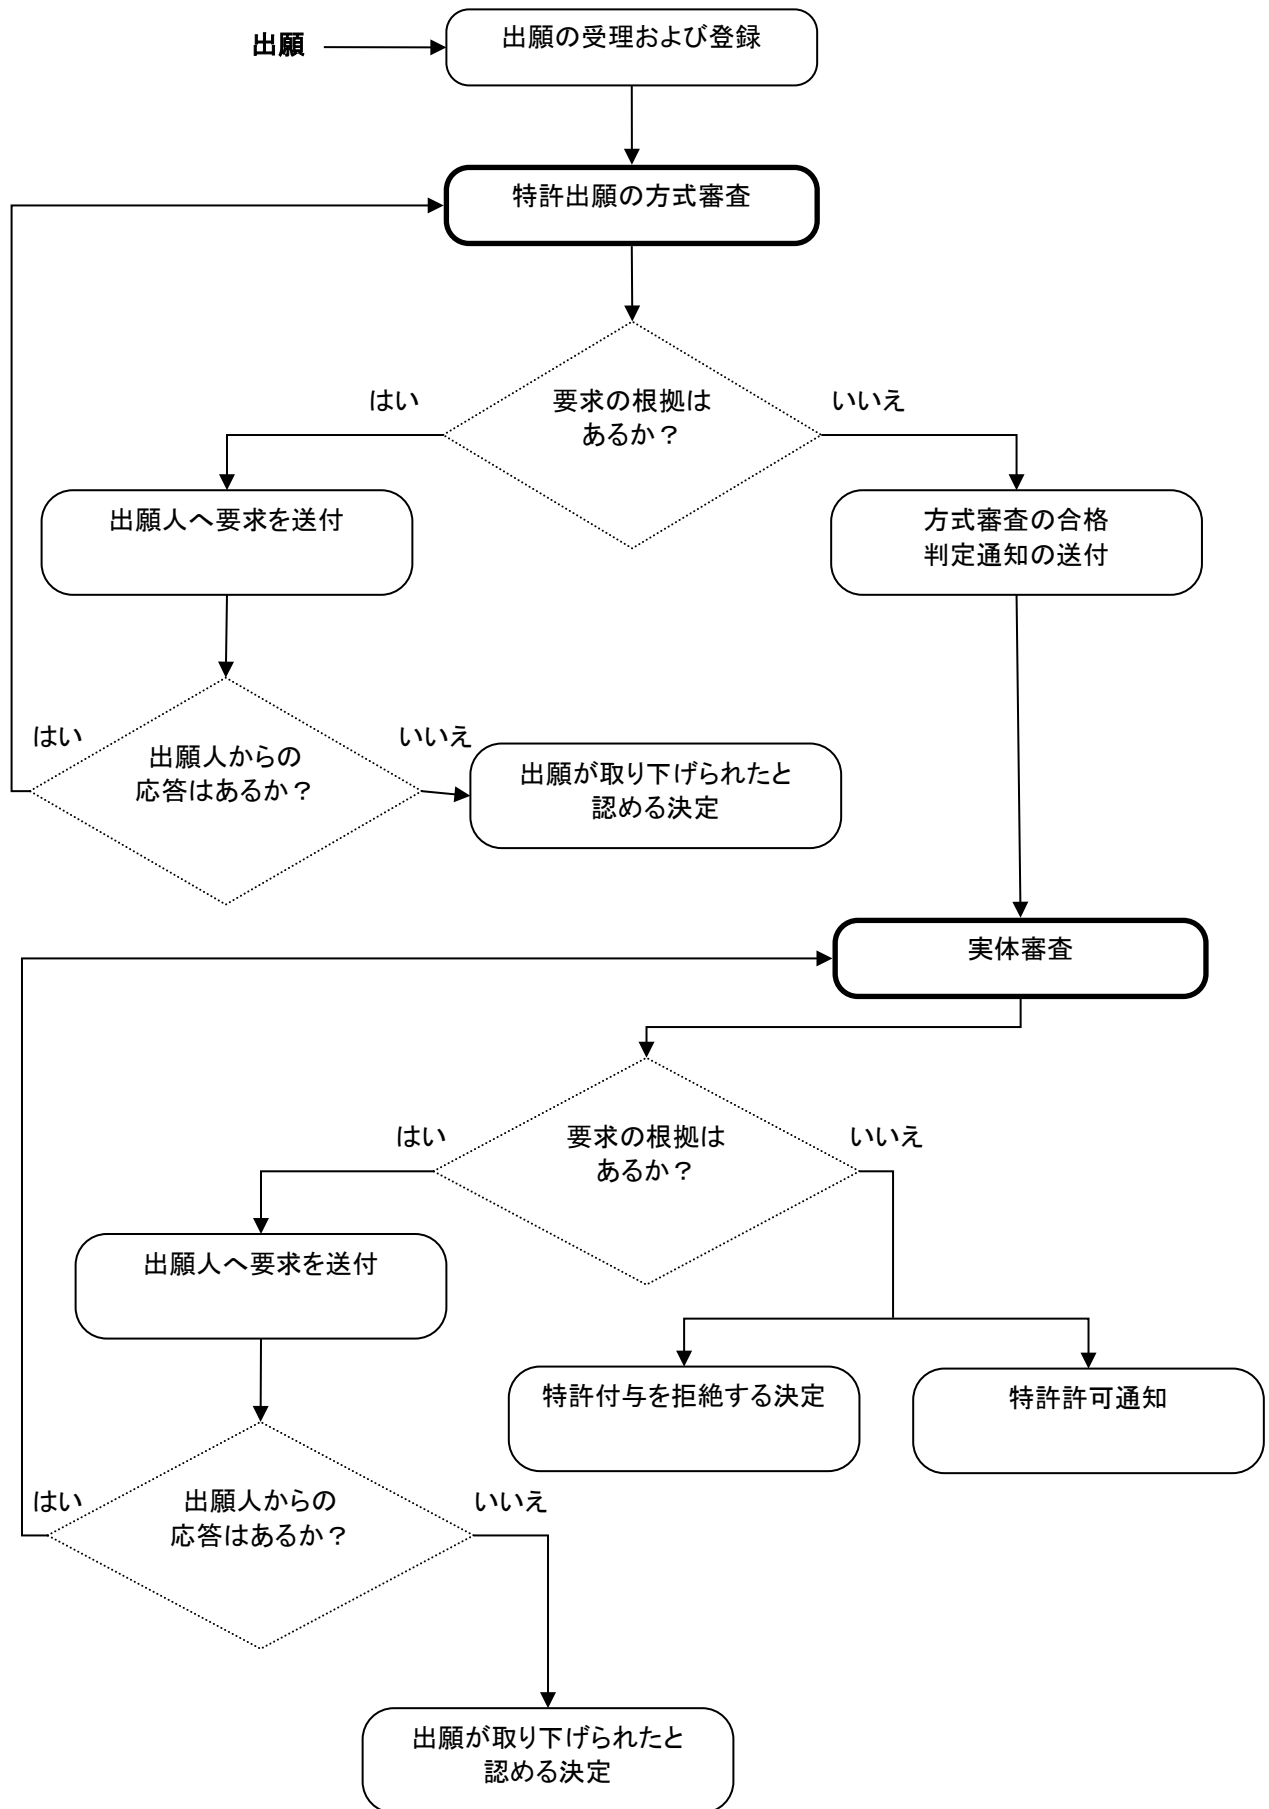 出願
出願の受理および登録
特許出願の方式審査
はい
要求の根拠は
あるか？
いいえ
出願人へ要求を送付
方式審査の合格
判定通知の送付
はい
出願人からの
応答はあるか？
いいえ
出願が取り下げられたと
認める決定
実体審査
はい
要求の根拠は
あるか？
いいえ
出願人へ要求を送付
特許付与を拒絶する決定
特許許可通知
はい
出願人からの
応答はあるか？
いいえ
出願が取り下げられたと
認める決定